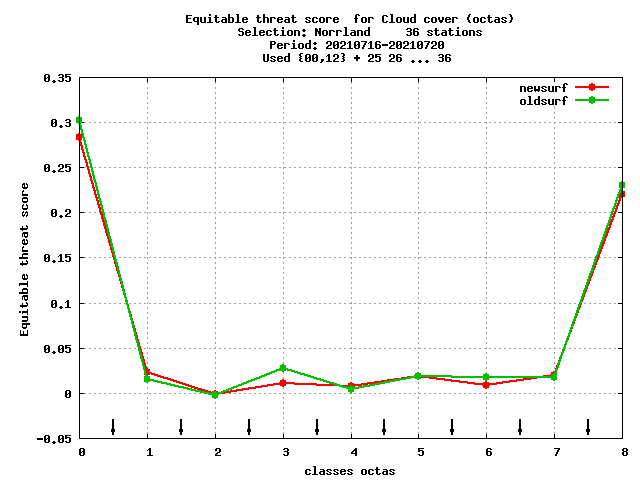 Equitable threat score  for Cloud cover (octas)
Selection: Norrland     36 stations
Period: 20210716-20210720
Used {00,12} + 25 26 ... 36
newsurf
oldsurf
0.35
0.3
0.25
0.2
0.15
0.1
0.05
0
-0.05
Equitable threat score
0 1 2 3 4 5 6 7 8
classes octas